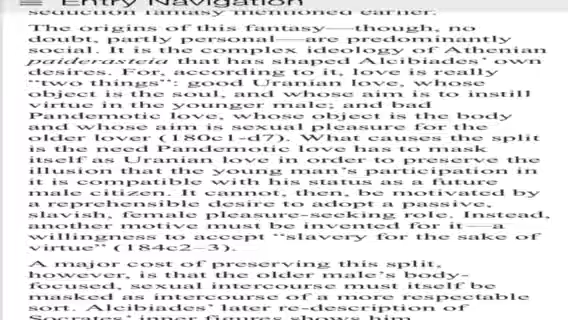 Entry Navigation
seduction fantasy mentioned earlier.
The origins of this fantasy—though, no
doubt, partly personal—are predominantly
social. It is the complex ideology of Athenian
paiderasteia that has shaped Alcibiades' own
desires. For, according to it, love is really
“two things”: good Uranian love, whose
object is the soul, and whose aim is to instill
virtue in the younger male; and bad
Pandemotic love, whose object is the body
and whose aim is sexual pleasure for the
older lover (180c1-d7). What causes the split
is the need Pandemotic love has to mask
itself as Uranian love in order to preserve the
illusion that the young man's participation in
it is compatible with his status as a future
male citizen. It cannot, then, be motivated by
a reprehensible desire to adopt a passive,
slavish, female pleasure-seeking role. Instead,
another motive must be invented for it—a
willingness to accept “slavery for the sake of
virtue” (184c2–3).
A major cost of preserving this split,
however, is that the older male's body-
focused, sexual intercourse must itself be
masked as intercourse of a more respectable
sort. Alcibiades' later re-description of
Socrates' inner figures shows him